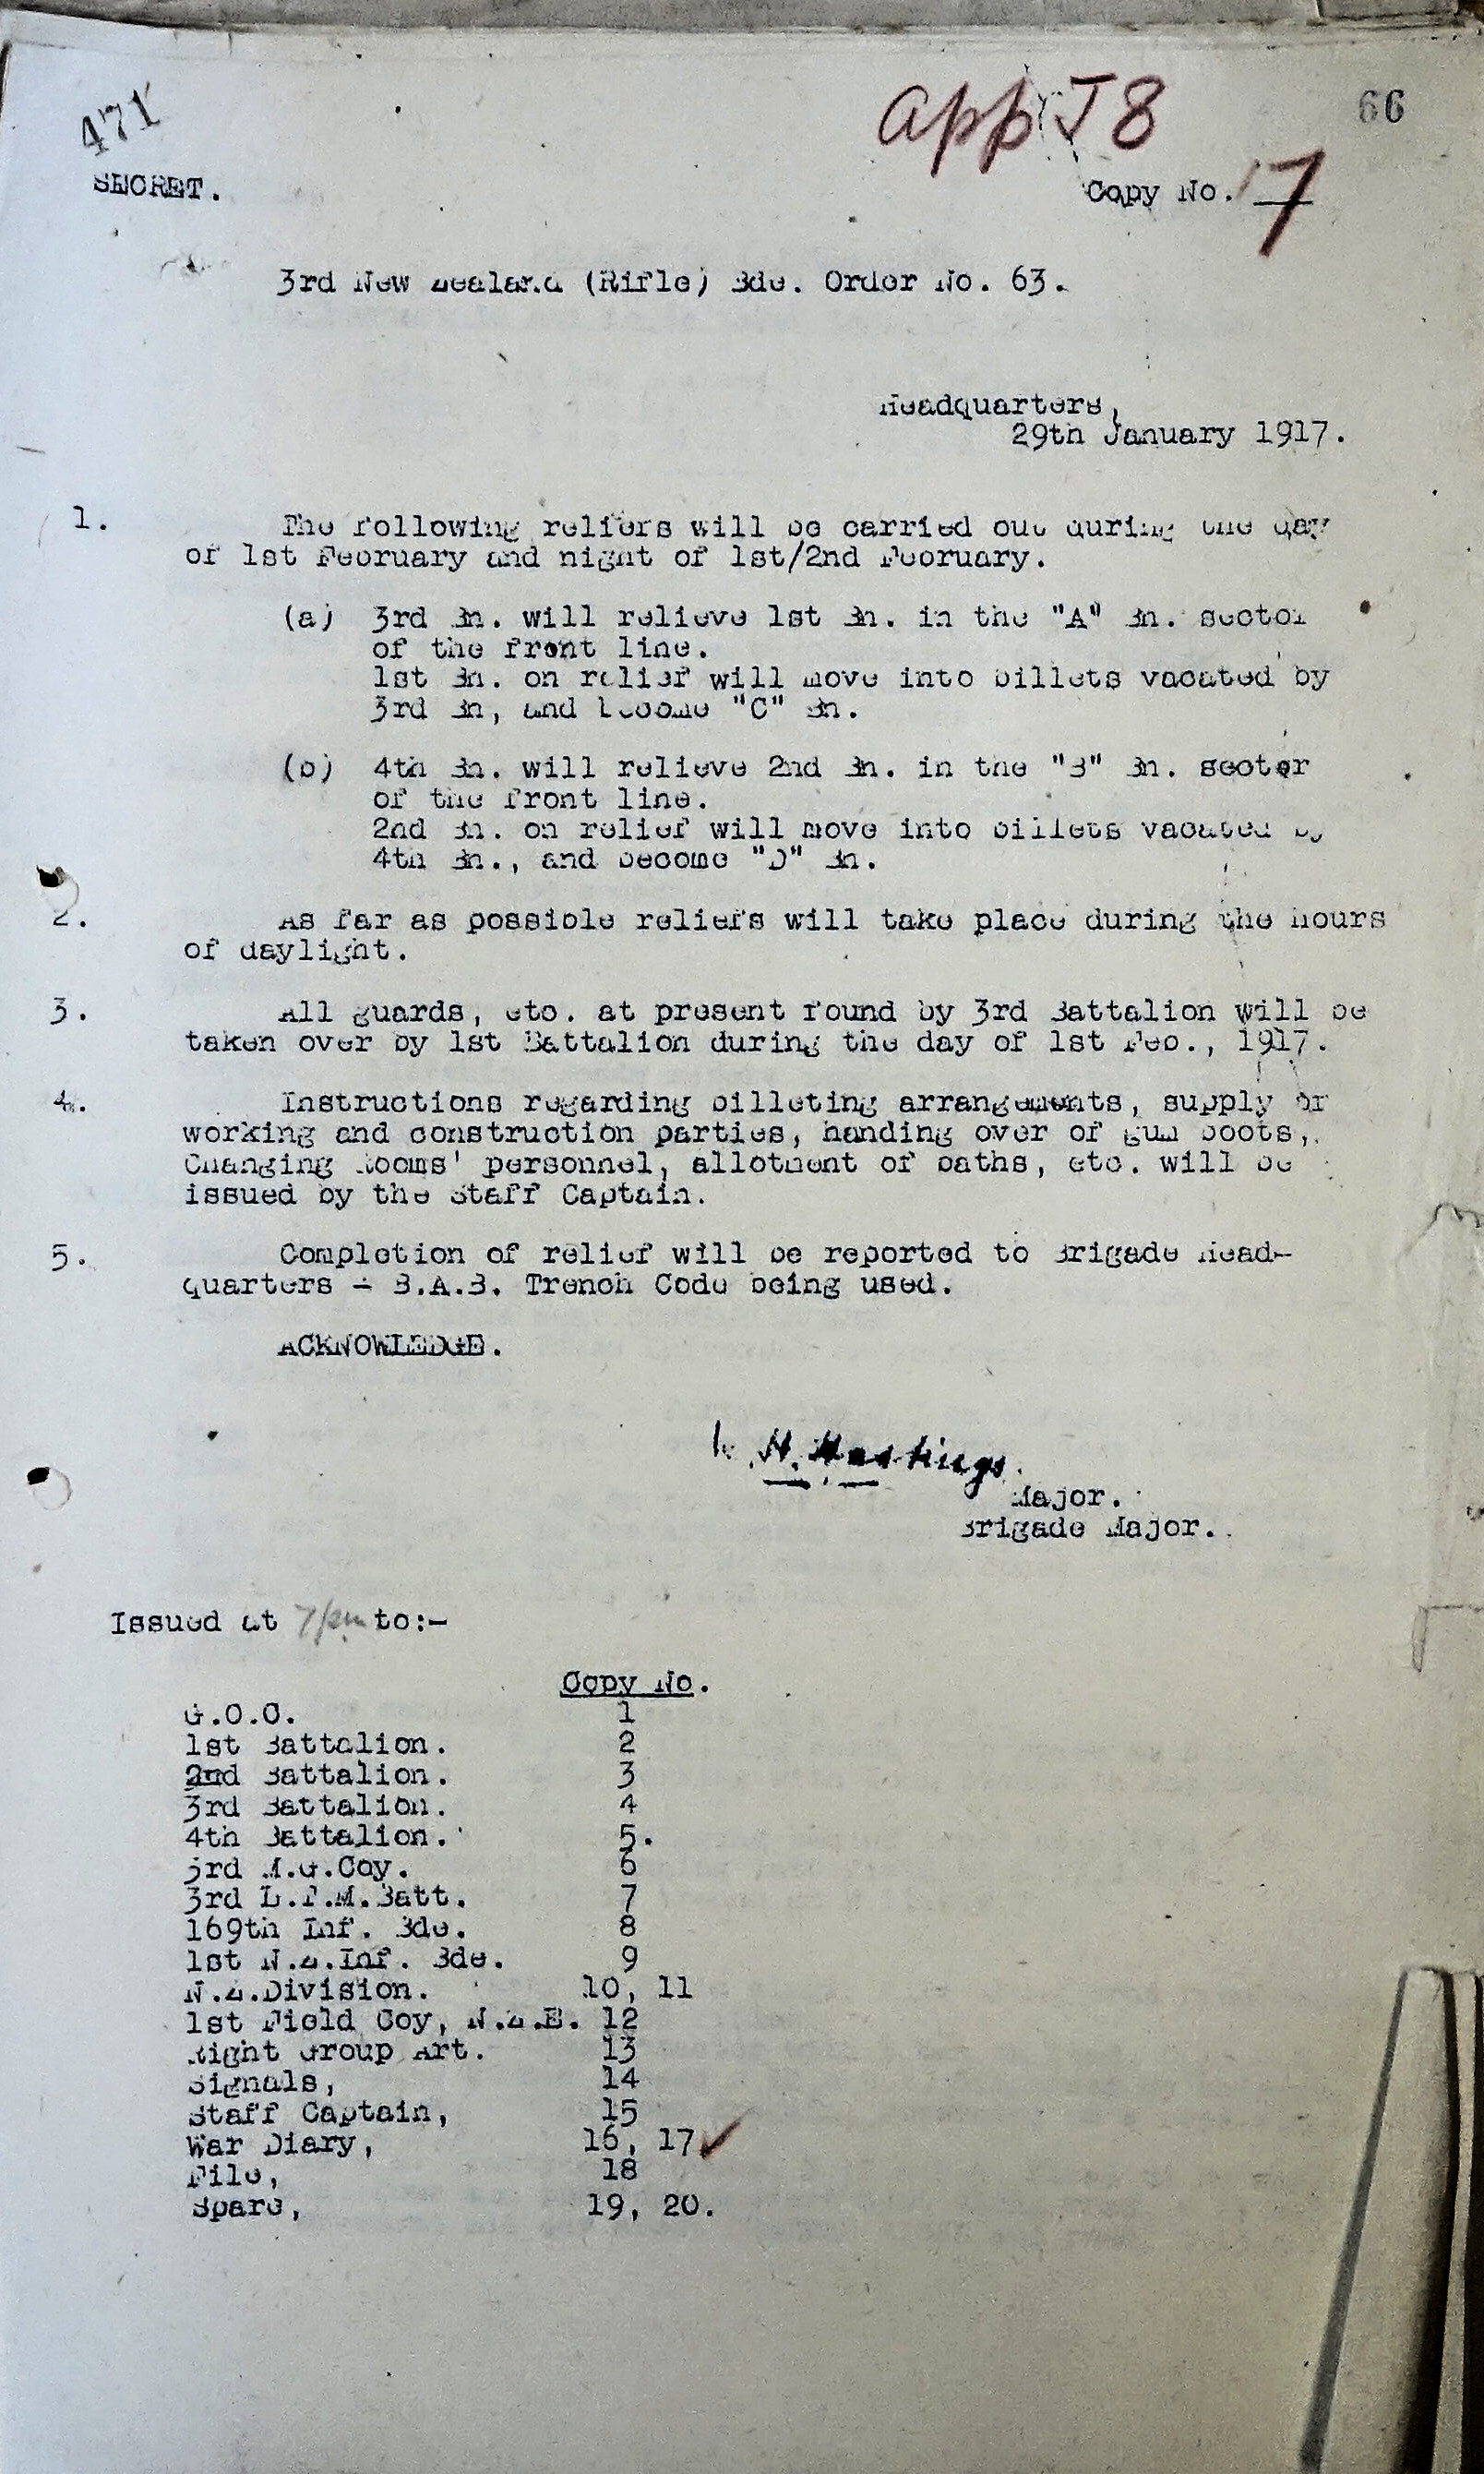 471
app J8
66
SECRET.
Copy No. 17
3rd New Zealand (Rifle) Bde. Order No. 63.
Headquarters,
29th January 1917.
1. The following reliefs will be carried out during the day
of 1st February and night of 1st/2nd February.
(a) 3rd Bn. will relieve 1st Bn. in the "A" Bn. sector
of the front line.
1st Bn. on relief will move into billets vacated by
3rd Bn, and become "C" Bn.
(b) 4th Bn. will relieve 2nd Bn. in the "B" Bn. sector
of the front line.
2nd Bn. on relief will move into billets vacated by
4th Bn., and become "D" Bn.
2. As far as possible reliefs will take place during the hours
of daylight.
3. All guards, etc. at present found by 3rd Battalion will be
taken over by 1st Battalion during the day of 1st Feb., 1917.
4. Instructions regarding billeting arrangements, supply of
working and construction parties, handing over of gum boots,
Changing Rooms' personnel, allotment of baths, etc. will be
issued by the Staff Captain.
5. Completion of relief will be reported to Brigade Head-
quarters - B.A.B. Trench Code being used.
ACKNOWLEDGE.
H. Hastings.
Major.
Brigade Major.
Issued at 7pm to:-
Copy No.
G.O.C. 1
1st Battalion. 2
2nd Battalion. 3
3rd Battalion. 4
4th Battalion. 5.
3rd M.G.Coy. 6
3rd L.T.M.Batt. 7
169th Inf. Bde. 8
1st N.Z.Inf. Bde. 9
N.Z.Division. 10, 11
1st Field Coy, N.Z.E. 12
Right Group Art. 13
Signals, 14
Staff Captain, 15
War Diary, 16, 17✓
File, 18
Spare, 19, 20.